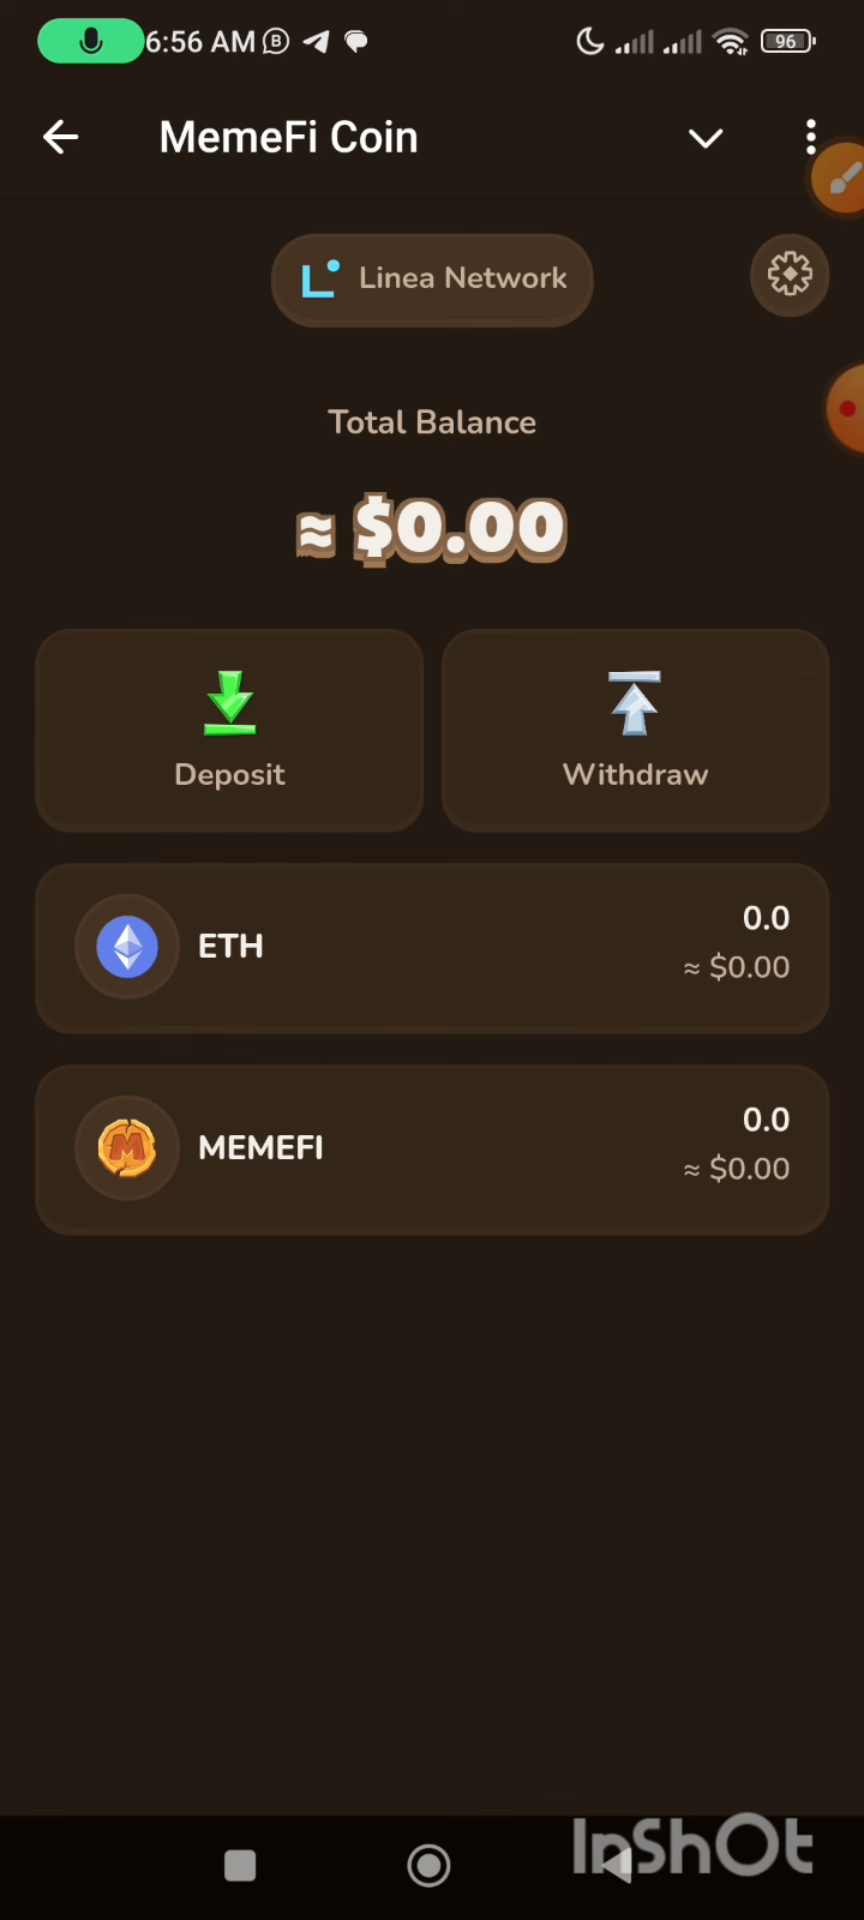 6:56 AM
96
MemeFi Coin
Linea Network
Total Balance
≈ $0.00
Deposit
Withdraw
ETH
0.0
≈ $0.00
MEMEFI
0.0
≈ $0.00
InShOt